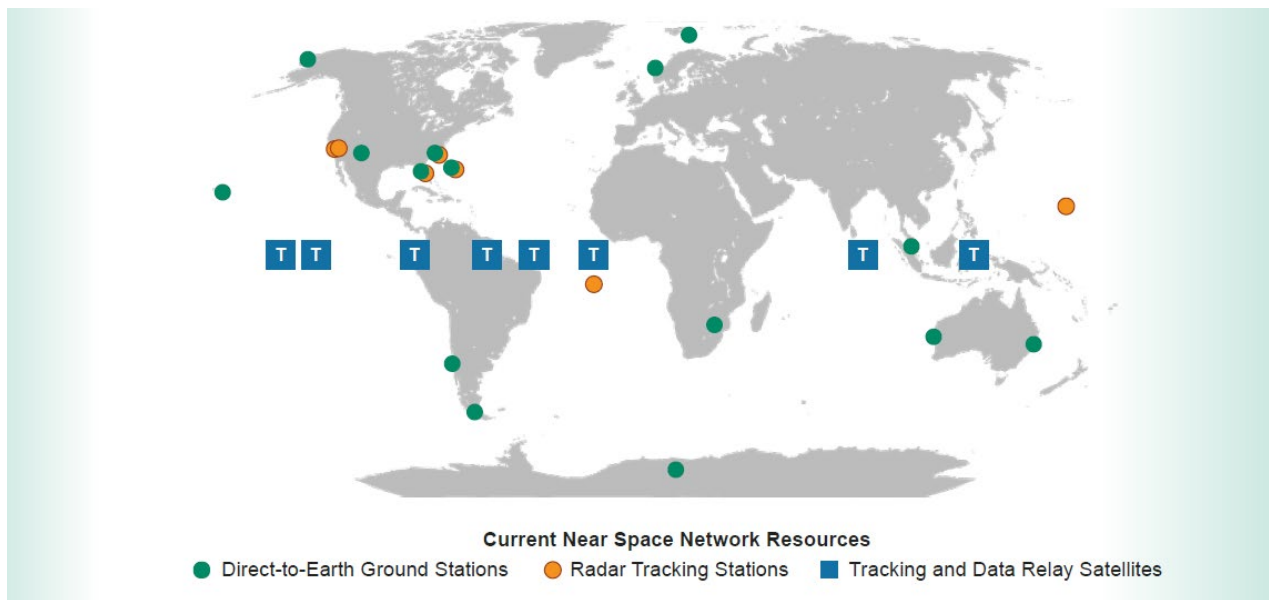 T T T T T T T T
Current Near Space Network Resources
Direct-to-Earth Ground Stations Radar Tracking Stations Tracking and Data Relay Satellites